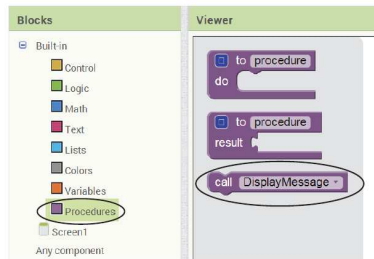 Blocks
Built-in
Control
Logic
Math
Text
Lists
Colors
Variables
Procedures
Screen1
Any component
Viewer
to procedure
do
to procedure
result
call DisplayMessage